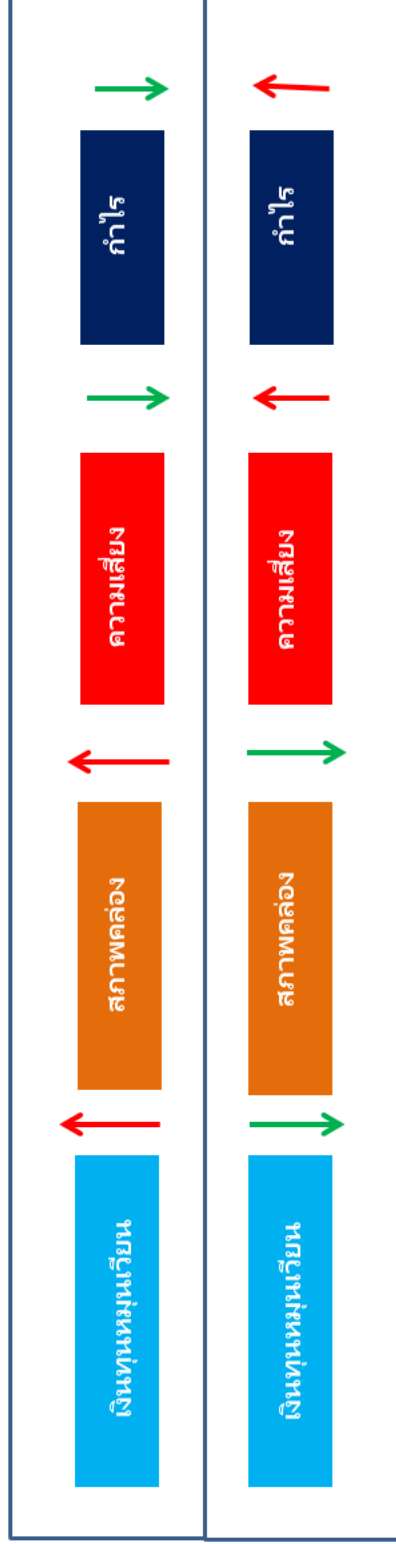 เงินทุนหมุนเวียน
สภาพคล่อง
ความเสี่ยง
กำไร
เงินทุนหมุนเวียน
สภาพคล่อง
ความเสี่ยง
กำไร